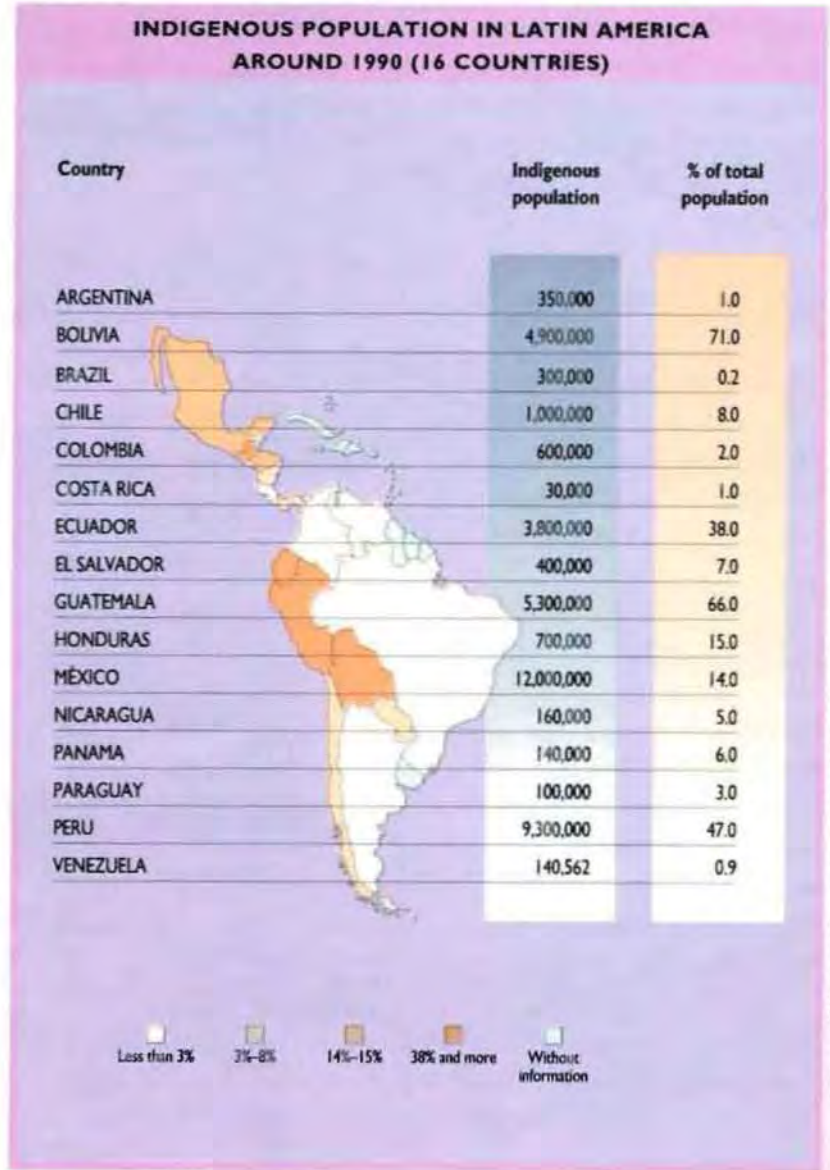 INDIGENOUS POPULATION IN LATIN AMERICA
AROUND 1990 (16 COUNTRIES)
Country Indigenous population % of total population
ARGENTINA 350,000 1.0
BOLIVIA 4,900,000 71.0
BRAZIL 300,000 0.2
CHILE 1,000,000 8.0
COLOMBIA 600,000 2.0
COSTA RICA 30,000 1.0
ECUADOR 3,800,000 38.0
EL SALVADOR 400,000 7.0
GUATEMALA 5,300,000 66.0
HONDURAS 700,000 15.0
MÉXICO 12,000,000 14.0
NICARAGUA 160,000 5.0
PANAMA 140,000 6.0
PARAGUAY 100,000 3.0
PERU 9,300,000 47.0
VENEZUELA 140,562 0.9
Less than 3% 3%-8% 14%-15% 38% and more Without information